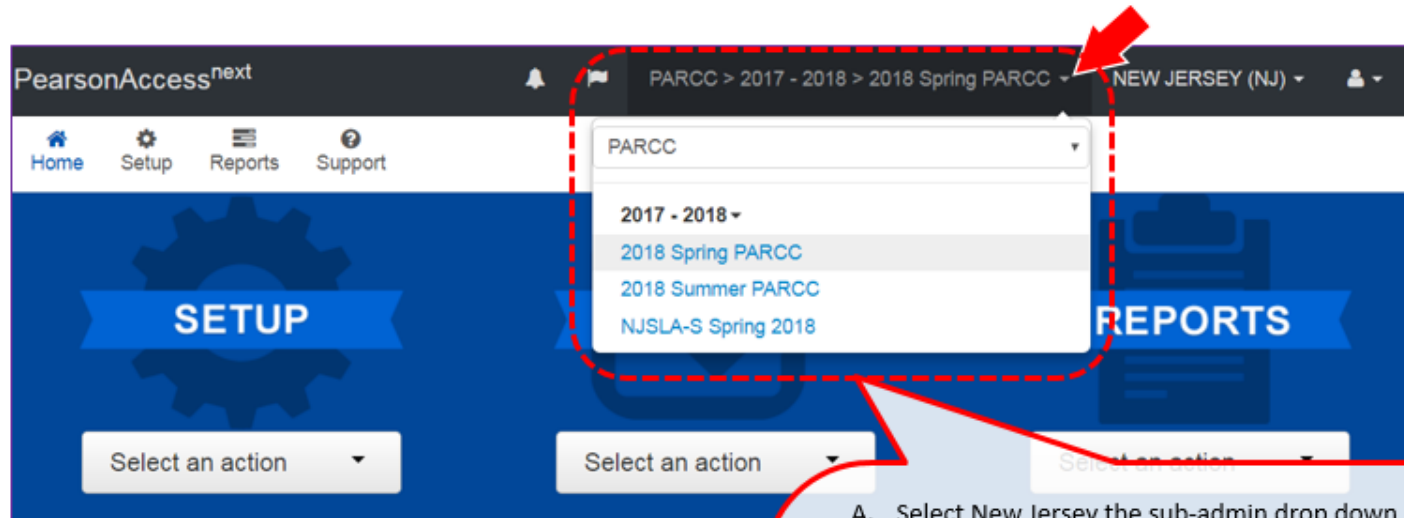 PearsonAccessnext
PARCC > 2017 - 2018 > 2018 Spring PARCC
NEW JERSEY (NJ)
Home
Setup
Reports
Support
PARCC
2017 - 2018
2018 Spring PARCC
2018 Summer PARCC
NJSLA-S Spring 2018
SETUP
REPORTS
Select an action
Select an action
Select an action
A. Select New Jersey the sub-admin drop down